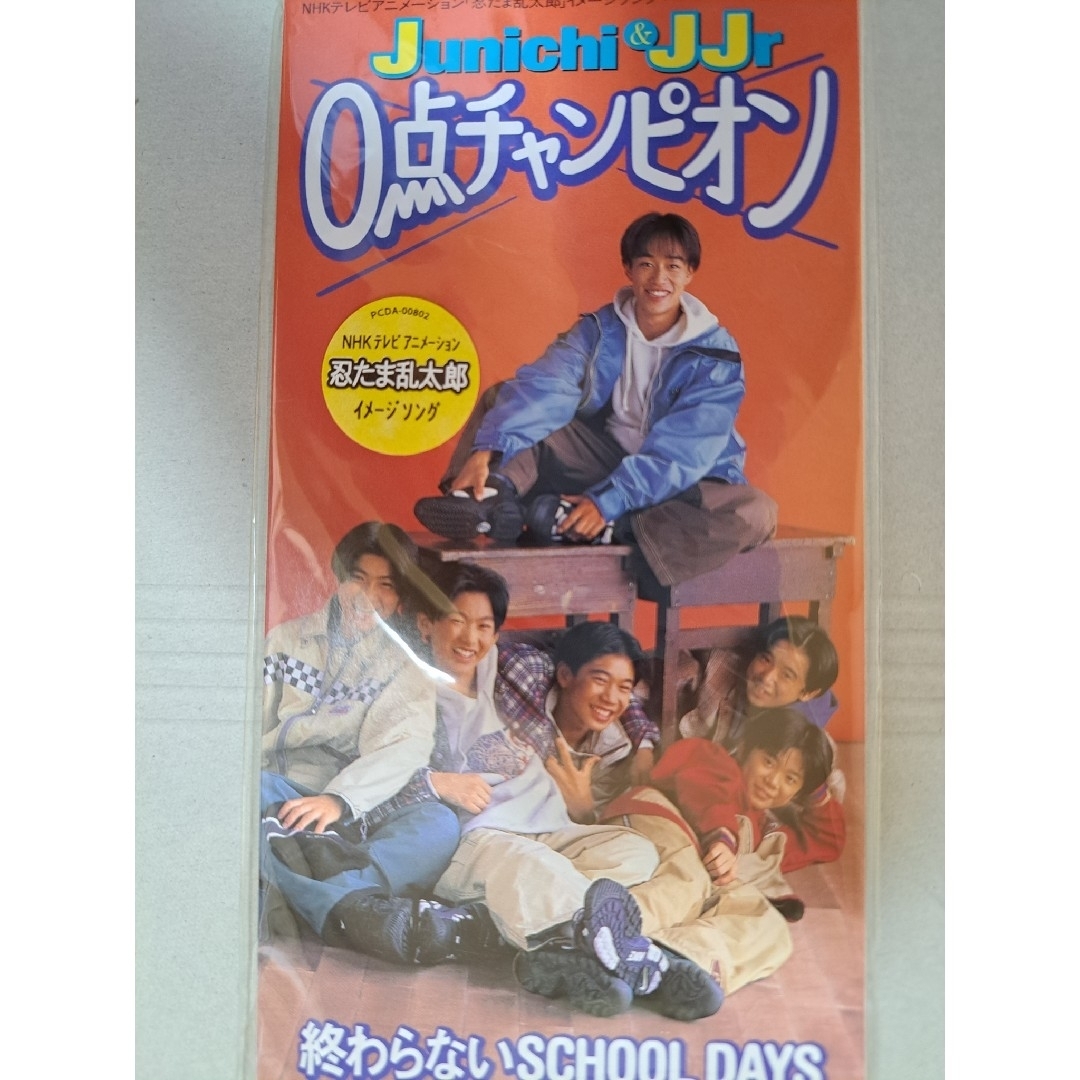 NHKテレビアニメーション「忍たま乱太郎」イメージソング
Junichi & JJr
0点チャンピオン
PCDA-00802
NHKテレビアニメーション
忍たま乱太郎
イメージソング
終わらないSCHOOL DAYS